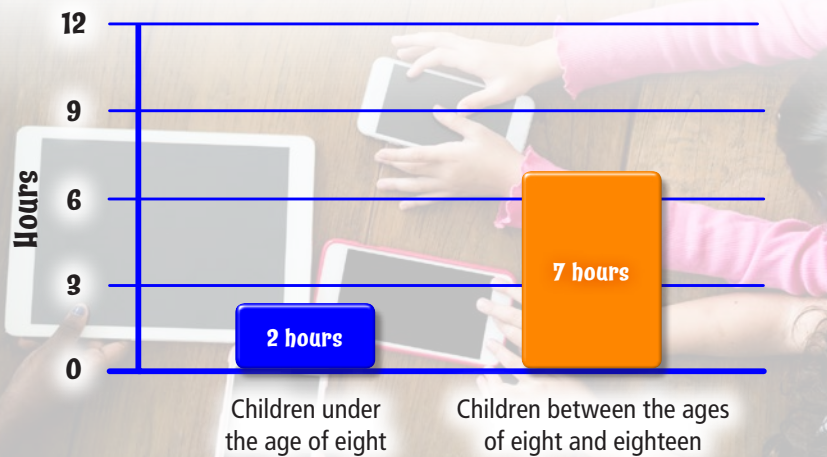 12
9
6
3
0
Hours
2 hours
7 hours
Children under
the age of eight
Children between the ages
of eight and eighteen